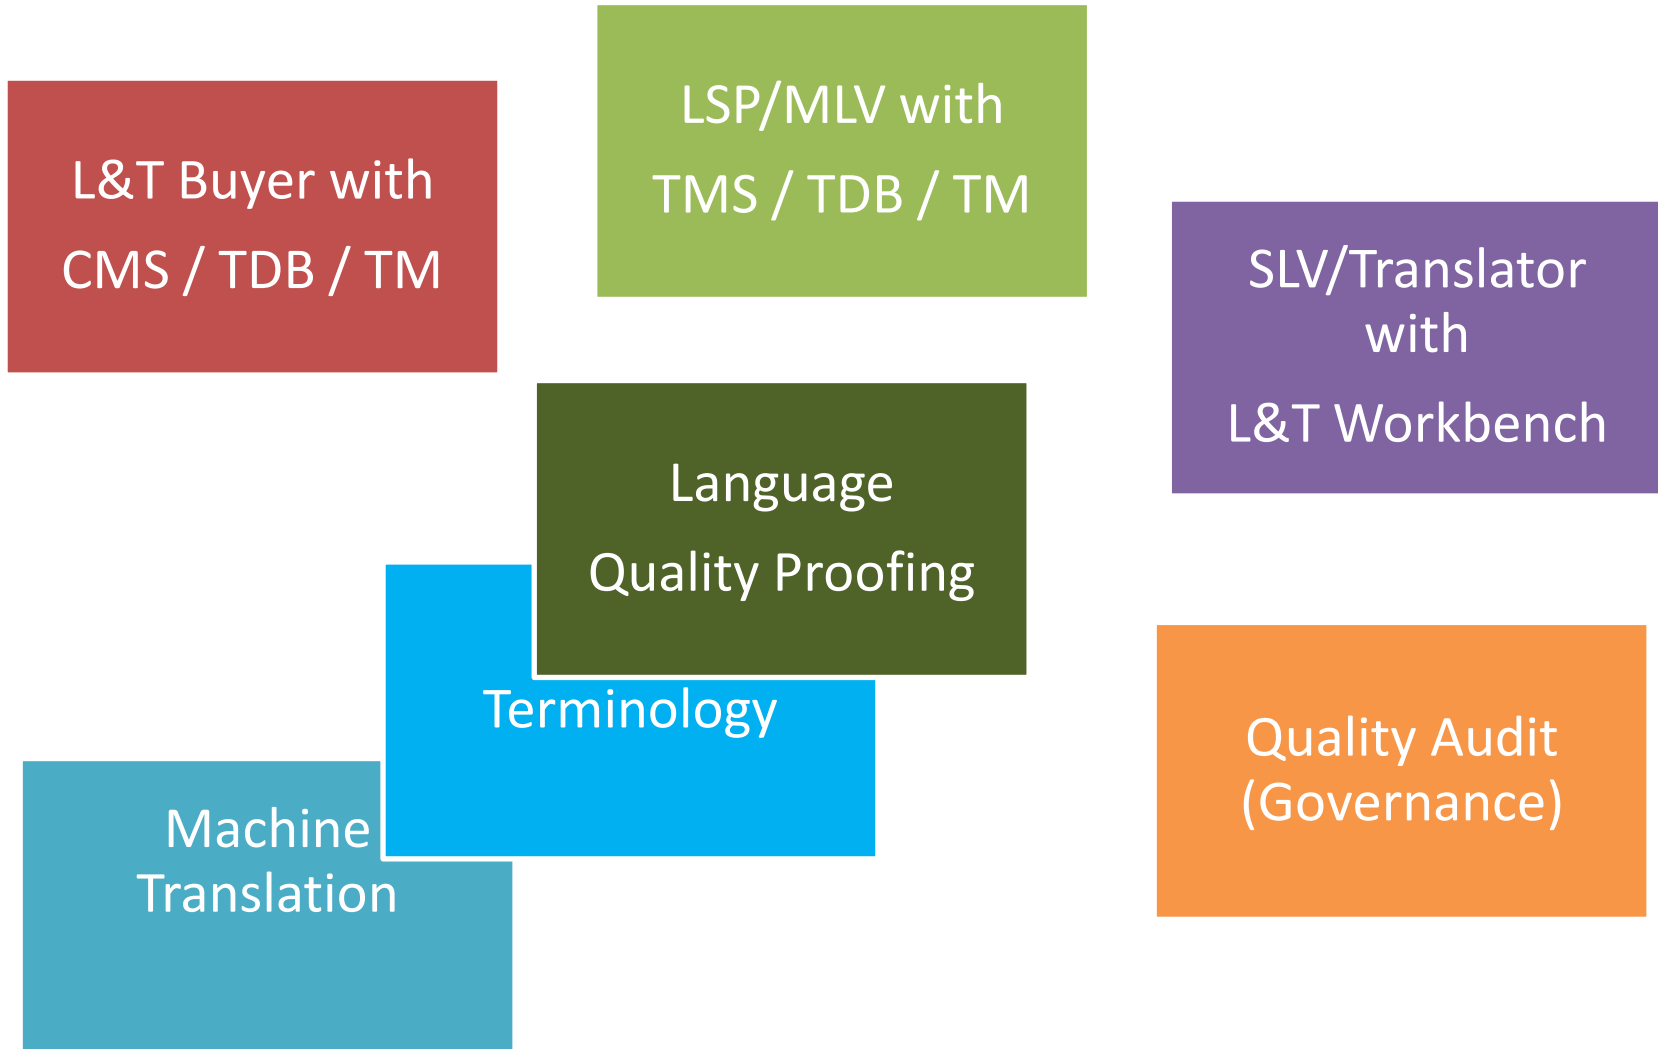 L&T Buyer with
CMS / TDB / TM
LSP/MLV with
TMS / TDB / TM
SLV/Translator
with
L&T Workbench
Language
Quality Proofing
Terminology
Machine
Translation
Quality Audit
(Governance)